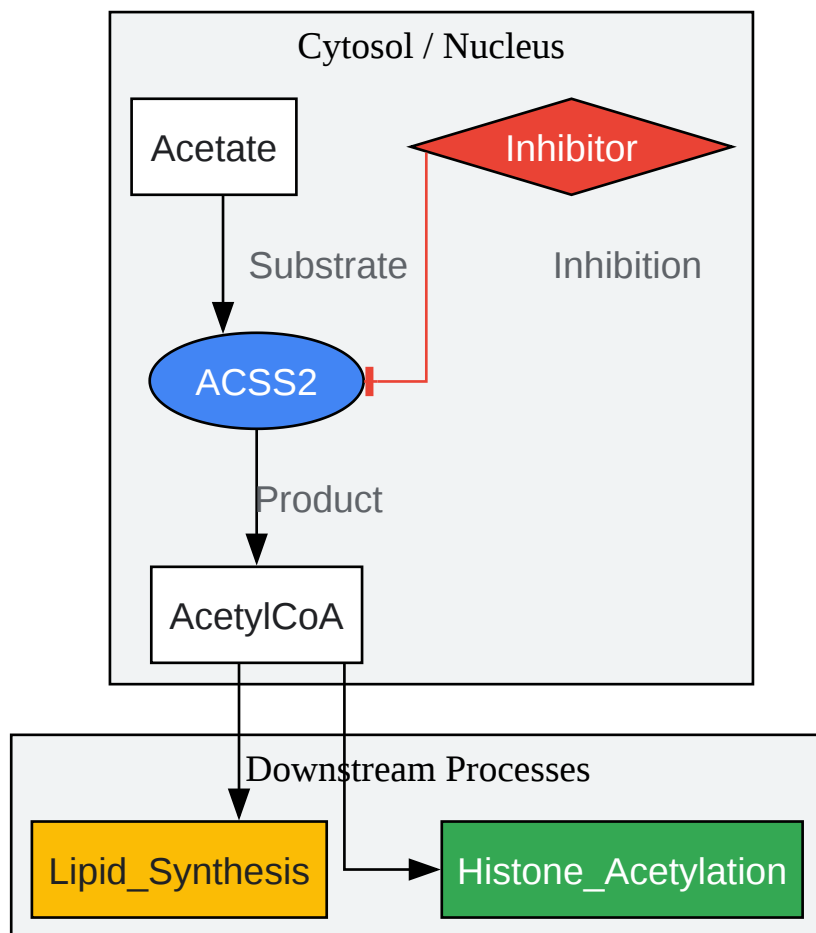 Cytosol / Nucleus
Acetate
Inhibitor
Substrate
Inhibition
ACSS2
Product
AcetylCoA
Downstream Processes
Lipid_Synthesis
Histone_Acetylation